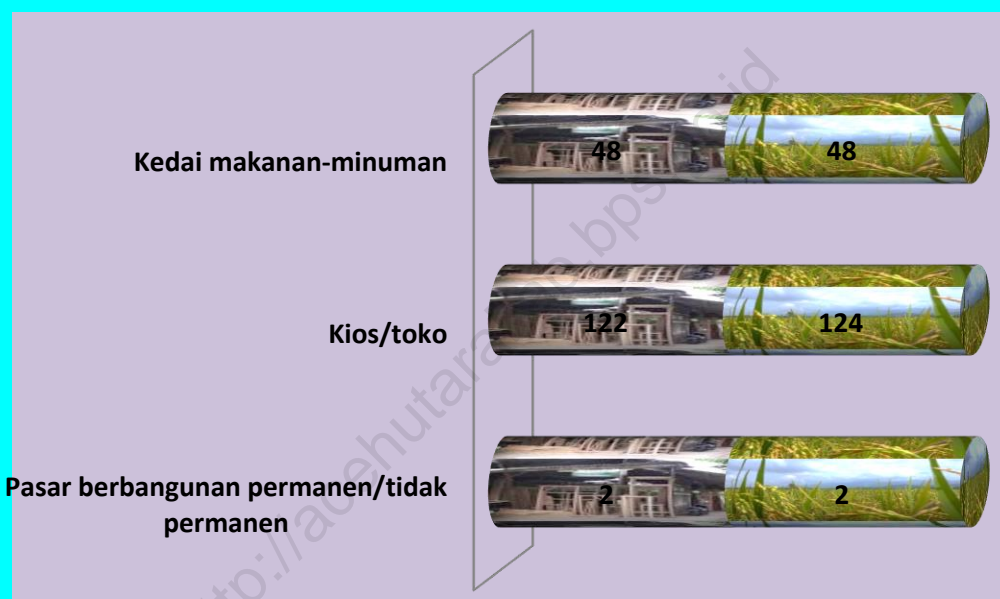 Kedai makanan-minuman
48 48
Kios/toko
122 124
Pasar berbangunan permanen/tidak
permanen
2 2